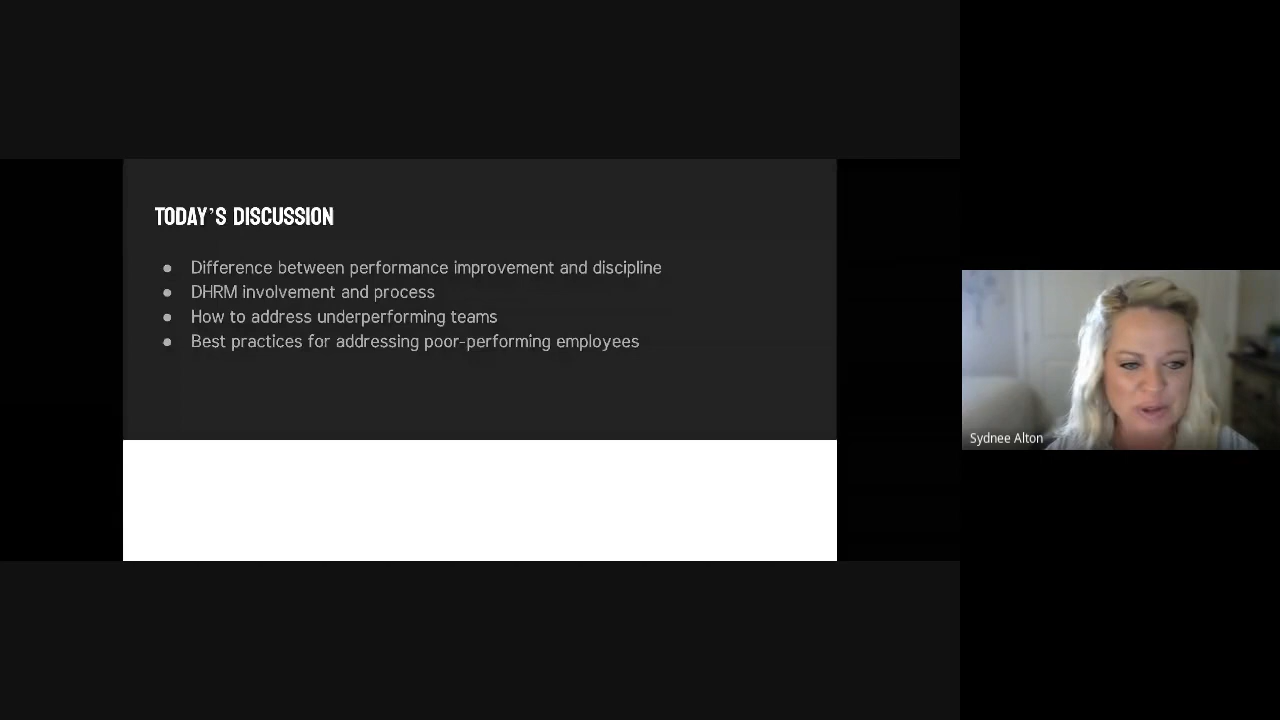 TODAY’S DISCUSSION
● Difference between performance improvement and discipline
● DHRM involvement and process
● How to address underperforming teams
● Best practices for addressing poor-performing employees
Sydnee Alton